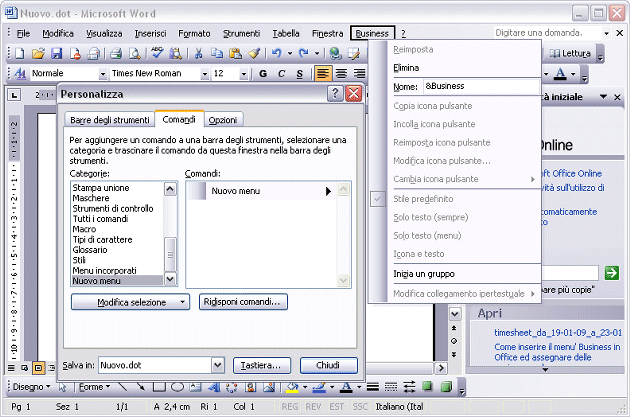 Nuovo.dot - Microsoft Word
File Modifica Visualizza Inserisci Formato Strumenti Tabella Finestra Business ?
Digitare una domanda.
Lettura
Normale Times New Roman 12 G C S
Personalizza
Barre degli strumenti Comandi Opzioni
Per aggiungere un comando a una barra degli strumenti, selezionare una
categoria e trascinare il comando da questa finestra nella barra degli
strumenti.
Categorie: Comandi:
Stampa unione
Maschere
Strumenti di controllo
Tutti i comandi
Macro
Tipi di carattere
Glossario
Stili
Menu incorporati
Nuovo menu
Nuovo menu
Modifica selezione
Ridisponi comandi...
Salva in: Nuovo.dot
Tastiera...
Chiudi
Reimposta
Elimina
Nome: &Business
Copia icona pulsante
Incolla icona pulsante
Reimposta icona pulsante
Modifica icona pulsante...
Cambia icona pulsante
Stile predefinito
Solo testo (sempre)
Solo testo (menu)
Icona e testo
Inizia un gruppo
Modifica collegamento ipertestuale
tà iniziale
Online
soft Office Online
ività sull'utilizzo di
tomaticamente
are più copie"
Apri
timesheet_da_19-01-09_a_23-01
Come inserire il menu' Business in
Office ed assegnare delle
Disegno Forme
Pg 1 Sez 1 1/1 A 2,4 cm Ri 1 Col 1 REG REV EST SSC Italiano (Ital